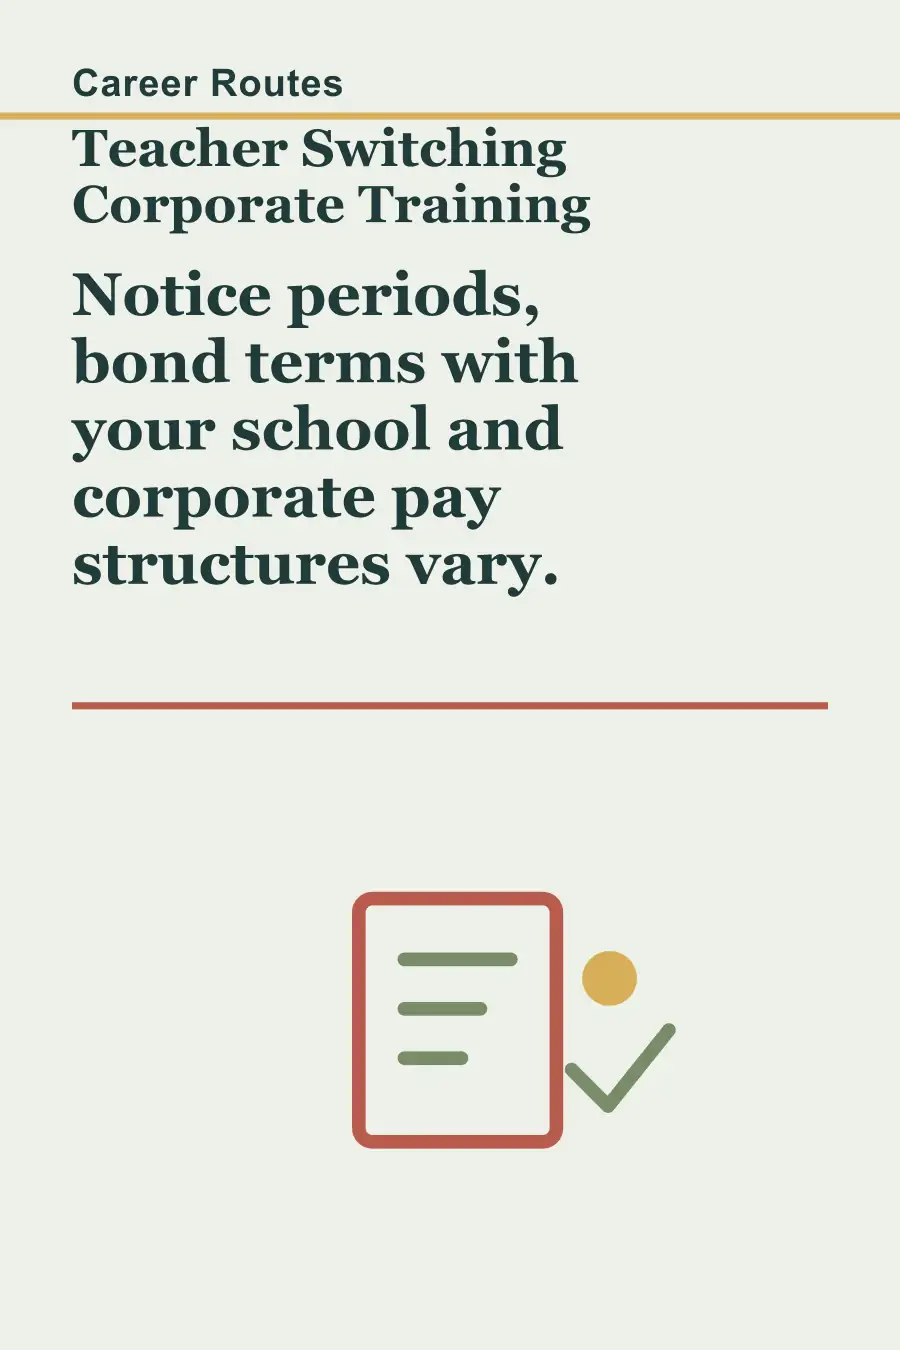 Career Routes
Teacher Switching
Corporate Training
Notice periods,
bond terms with
your school and
corporate pay
structures vary.